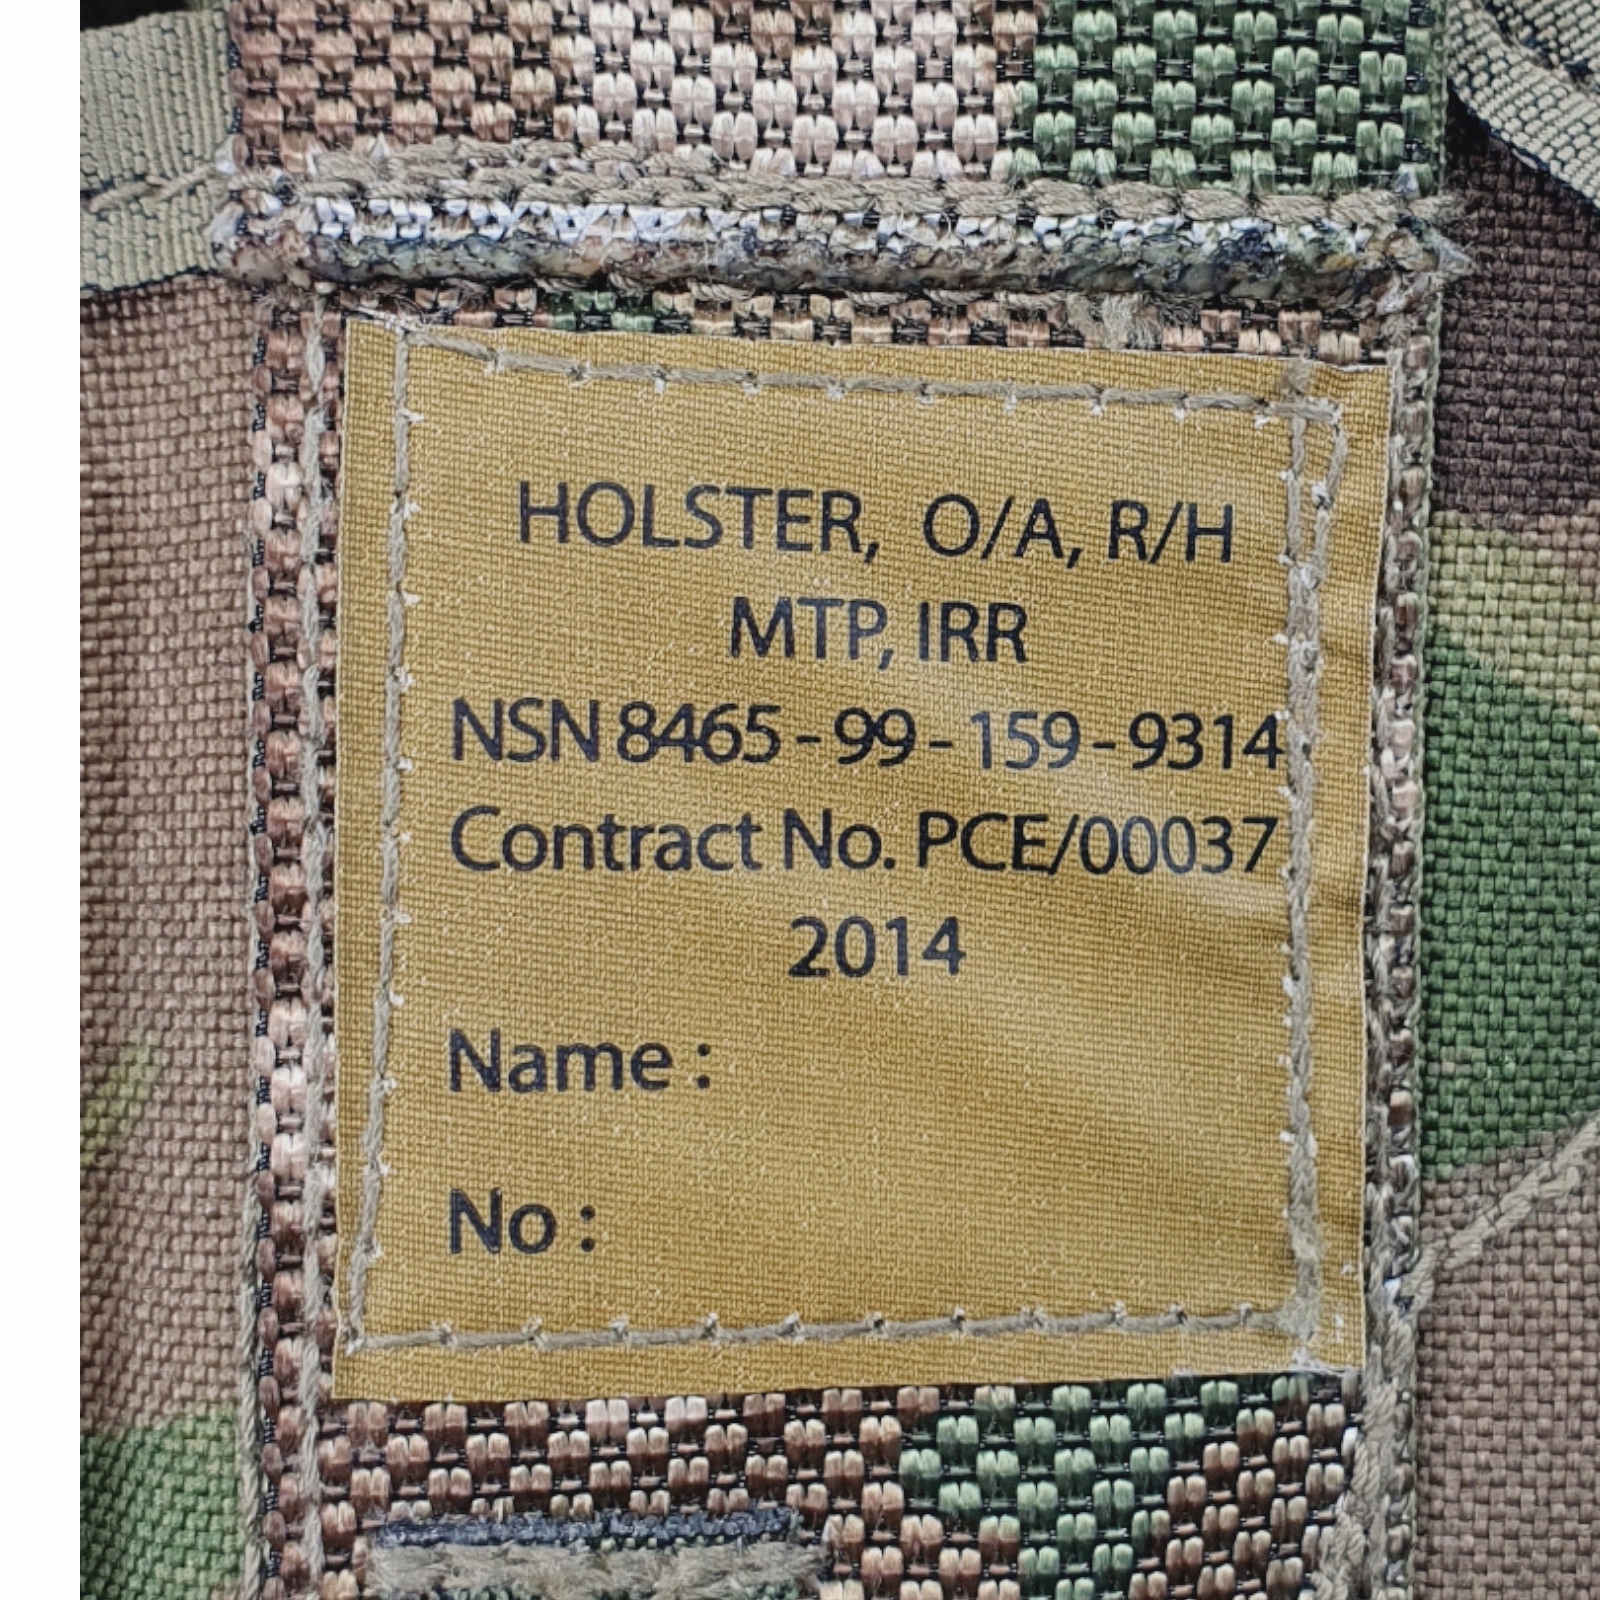 HOLSTER, O/A, R/H
MTP, IRR
NSN 8465-99-159-9314
Contract No. PCE/00037
2014
Name :
No :